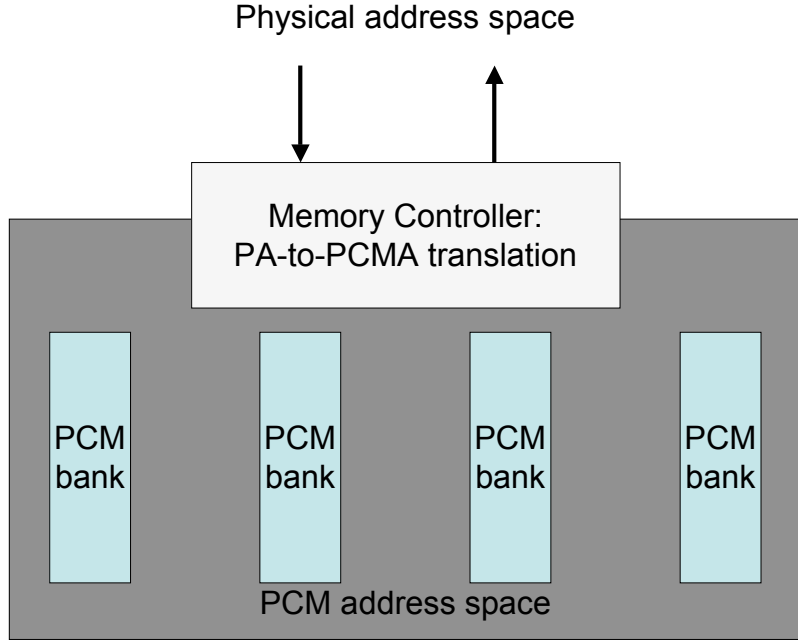 Physical address space
Memory Controller:
PA-to-PCMA translation
PCM
bank
PCM
bank
PCM
bank
PCM
bank
PCM address space